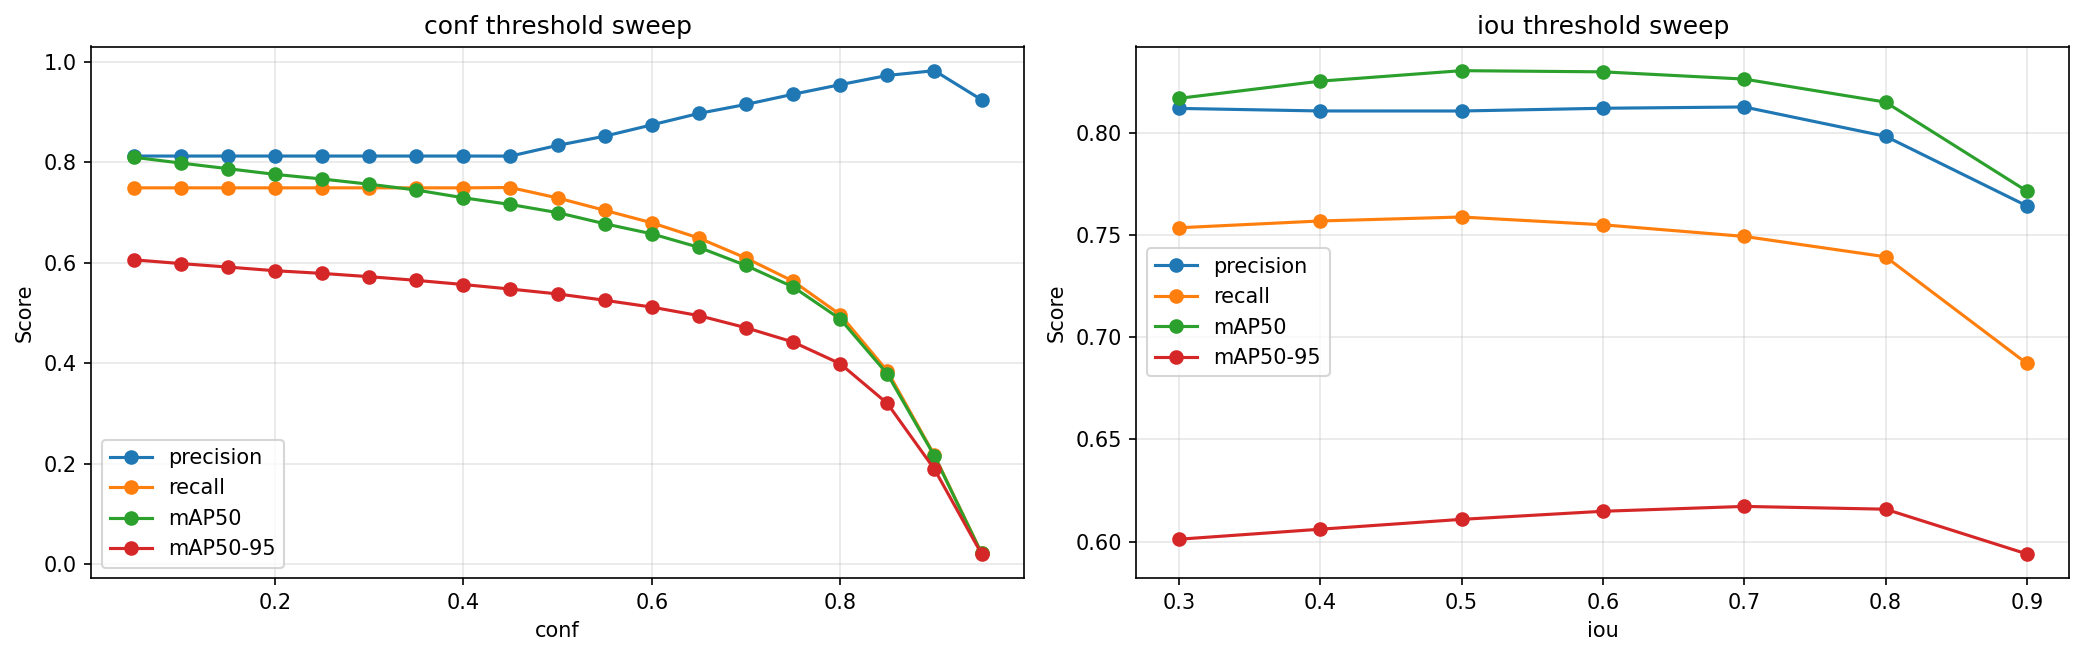 conf threshold sweep
1.0
0.8
0.6
0.4
0.2
0.0
Score
precision
recall
mAP50
mAP50-95
0.2
0.4
0.6
0.8
conf
iou threshold sweep
0.80
0.75
0.70
0.65
0.60
Score
precision
recall
mAP50
mAP50-95
0.3
0.4
0.5
0.6
0.7
0.8
0.9
iou